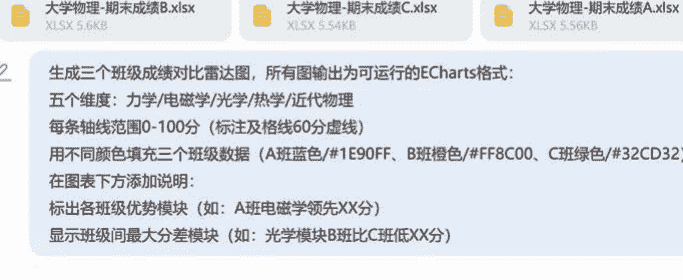 大学物理-期末成绩B.xlsx
XLSX 5.6KB
大学物理-期末成绩C.xlsx
XLSX 5.54KB
大学物理-期末成绩A.xlsx
XLSX 5.56KB
生成三个班级成绩对比雷达图，所有图输出为可运行的ECharts格式：
五个维度：力学/电磁学/光学/热学/近代物理
每条轴线范围0-100分（标注及格线60分虚线）
用不同颜色填充三个班级数据（A班蓝色/#1E90FF、B班橙色/#FF8C00、C班绿色/#32CD32）
在图表下方添加说明：
标出各班级优势模块（如：A班电磁学领先XX分）
显示班级间最大分差模块（如：光学模块B班比C班低XX分）